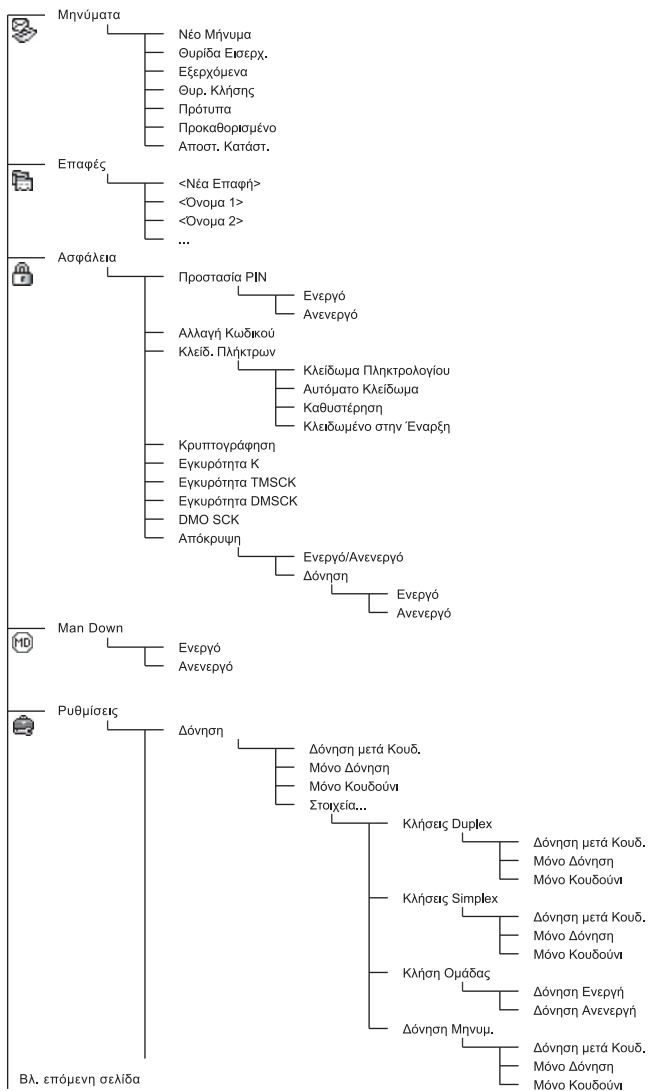 Μηνύματα
Νέο Μήνυμα
Θυρίδα Εισερχ.
Εξερχόμενα
Θυρ. Κλήσης
Πρότυπα
Προκαθορισμένο
Αποστ. Κατάστ.
Επαφές
<Νέα Επαφή>
<Όνομα 1>
<Όνομα 2>
...
Ασφάλεια
Προστασία PIN
Ενεργό
Ανενεργό
Αλλαγή Κωδικού
Κλείδ. Πλήκτρων
Κλείδωμα Πληκτρολογίου
Αυτόματο Κλείδωμα
Καθυστέρηση
Κλειδωμένο στην Έναρξη
Κρυπτογράφηση
Εγκυρότητα Κ
Εγκυρότητα TMSCK
Εγκυρότητα DMSCK
DMO SCK
Απόκρυψη
Ενεργό/Ανενεργό
Δόνηση
Ενεργό
Ανενεργό
Man Down
MD
Ενεργό
Ανενεργό
Ρυθμίσεις
Δόνηση
Δόνηση μετά Κουδ.
Μόνο Δόνηση
Μόνο Κουδούνι
Στοιχεία...
Κλήσεις Duplex
Δόνηση μετά Κουδ.
Μόνο Δόνηση
Μόνο Κουδούνι
Κλήσεις Simplex
Δόνηση μετά Κουδ.
Μόνο Δόνηση
Μόνο Κουδούνι
Κλήση Ομάδας
Δόνηση Ενεργή
Δόνηση Ανενεργή
Δόνηση Μηνυμ.
Δόνηση μετά Κουδ.
Μόνο Δόνηση
Μόνο Κουδούνι
Βλ. επόμενη σελίδα